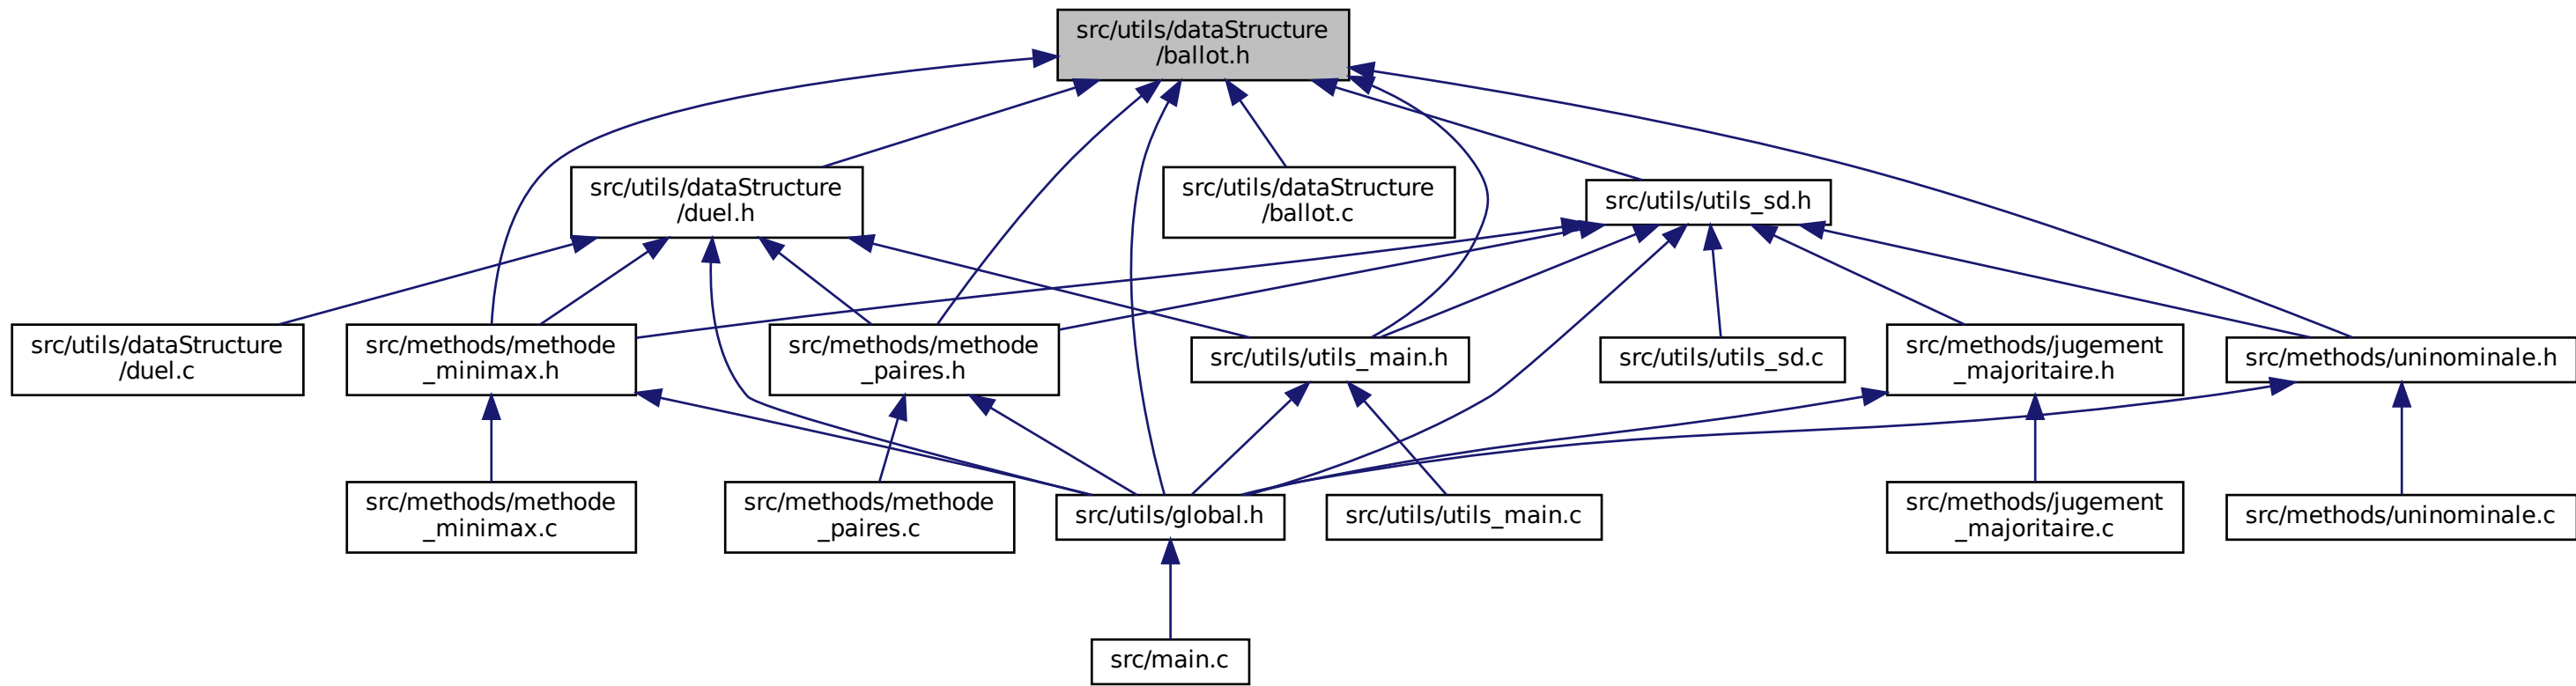 src/utils/dataStructure
/ballot.h
src/utils/dataStructure
/duel.h
src/utils/dataStructure
/ballot.c
src/utils/utils_sd.h
src/utils/dataStructure
/duel.c
src/methods/methode
_minimax.h
src/methods/methode
_paires.h
src/utils/utils_main.h
src/utils/utils_sd.c
src/methods/jugement
_majoritaire.h
src/methods/uninominale.h
src/methods/methode
_minimax.c
src/methods/methode
_paires.c
src/utils/global.h
src/utils/utils_main.c
src/methods/jugement
_majoritaire.c
src/methods/uninominale.c
src/main.c